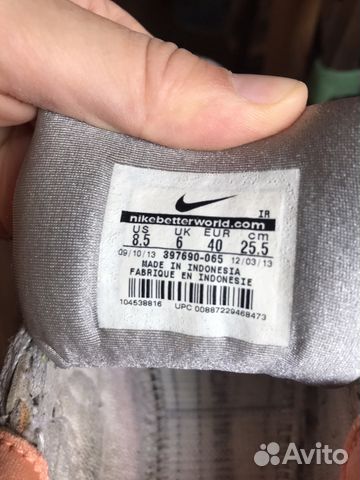 IR
nikebetterworld.com
US UK EUR cm
8.5 6 40 25.5
09/10/13 397690-065 12/03/13
MADE IN INDONESIA
FABRIQUE EN INDONESIE
104538816 UPC 00887229468473
Avito